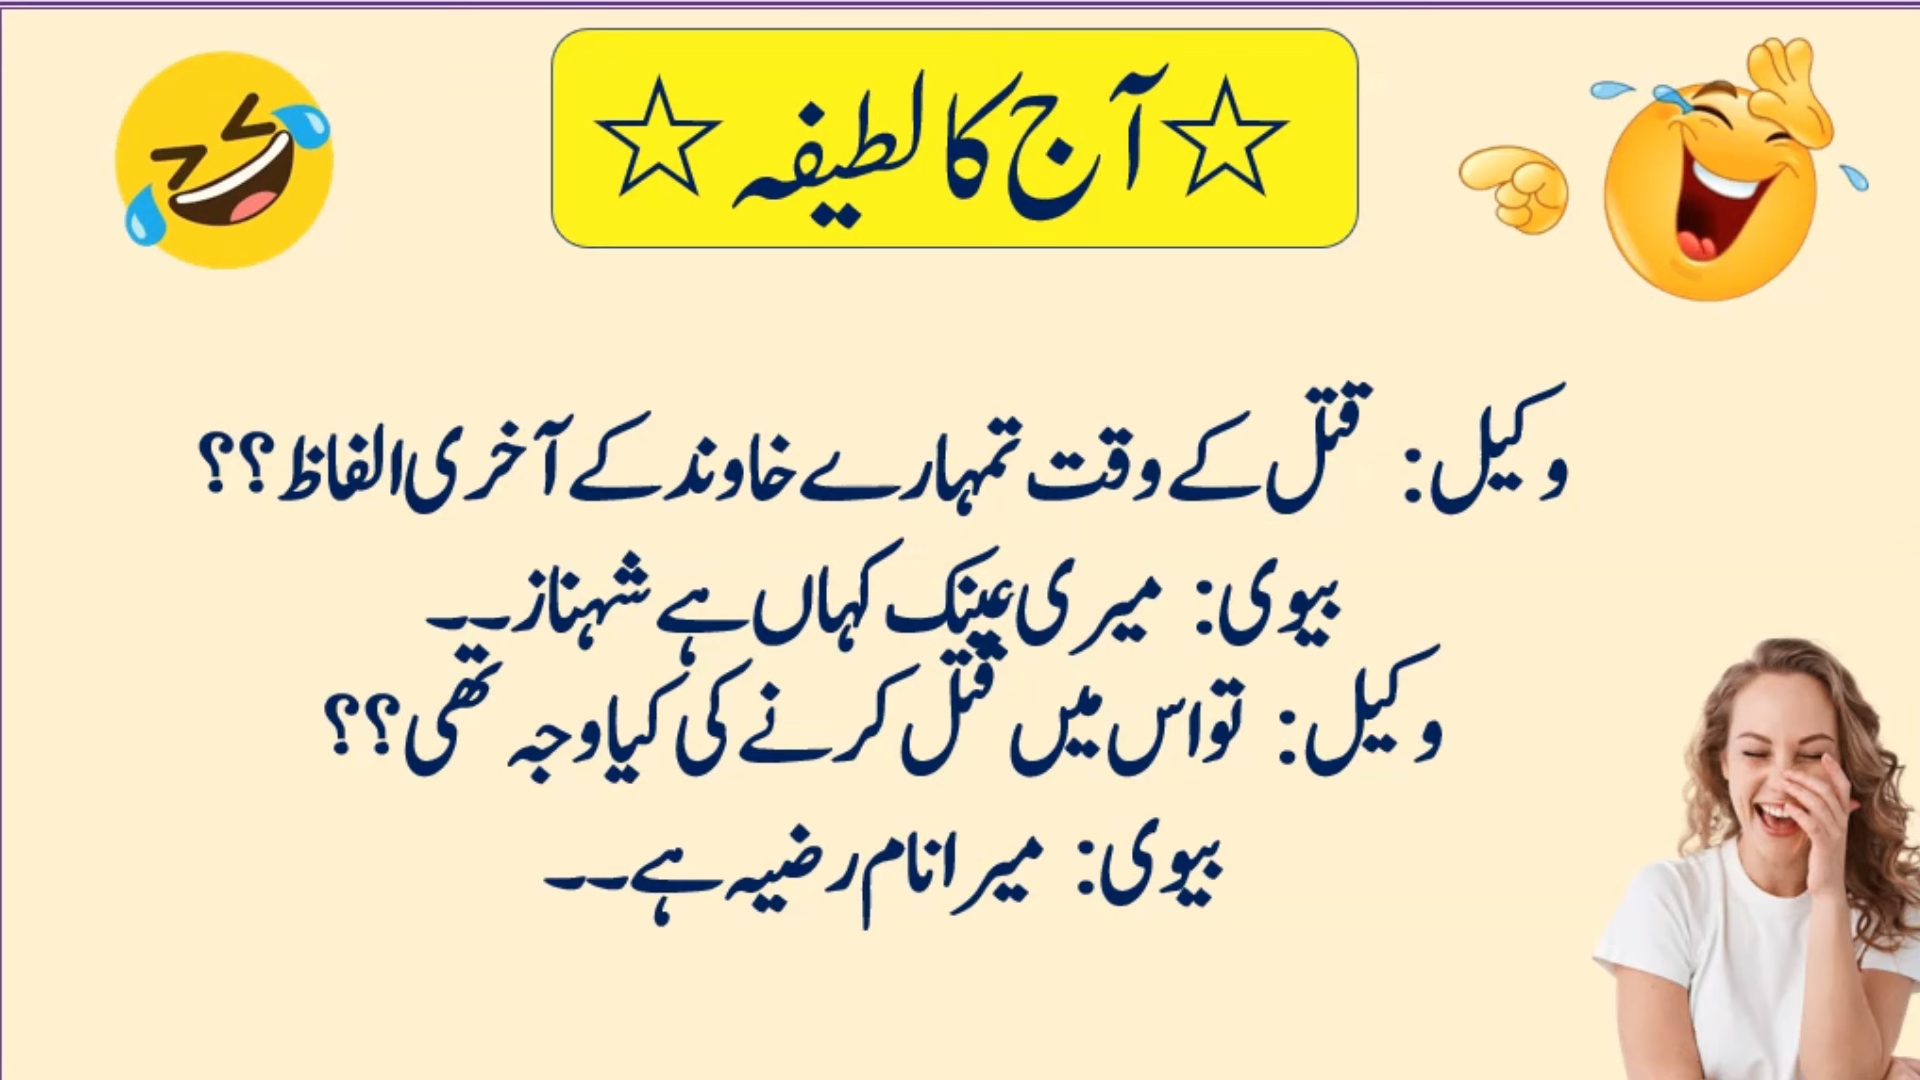 ☆آج کا لطیفہ☆
وکیل: قتل کے وقت تمہارے خاوند کے آخری الفاظ؟؟
بیوی: میری عینک کہاں ہے شہناز۔۔
وکیل: تو اس میں قتل کرنے کی کیا وجہ تھی؟؟
بیوی: میرا نام رضیہ ہے۔۔